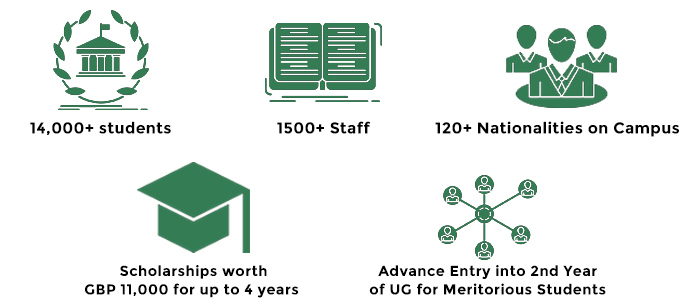 14,000+ students
1500+ Staff
120+ Nationalities on Campus
Scholarships worth
GBP 11,000 for up to 4 years
Advance Entry into 2nd Year
of UG for Meritorious Students